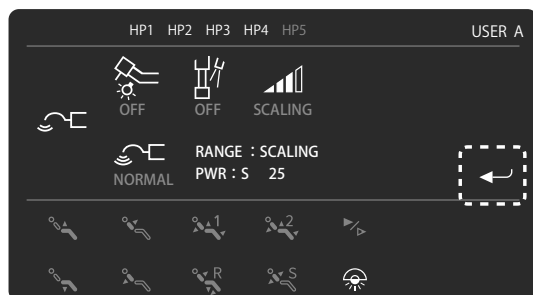 HP1 HP2 HP3 HP4 HP5 USER A
OFF OFF SCALING
NORMAL
RANGE : SCALING
PWR : S 25
1 2
R S